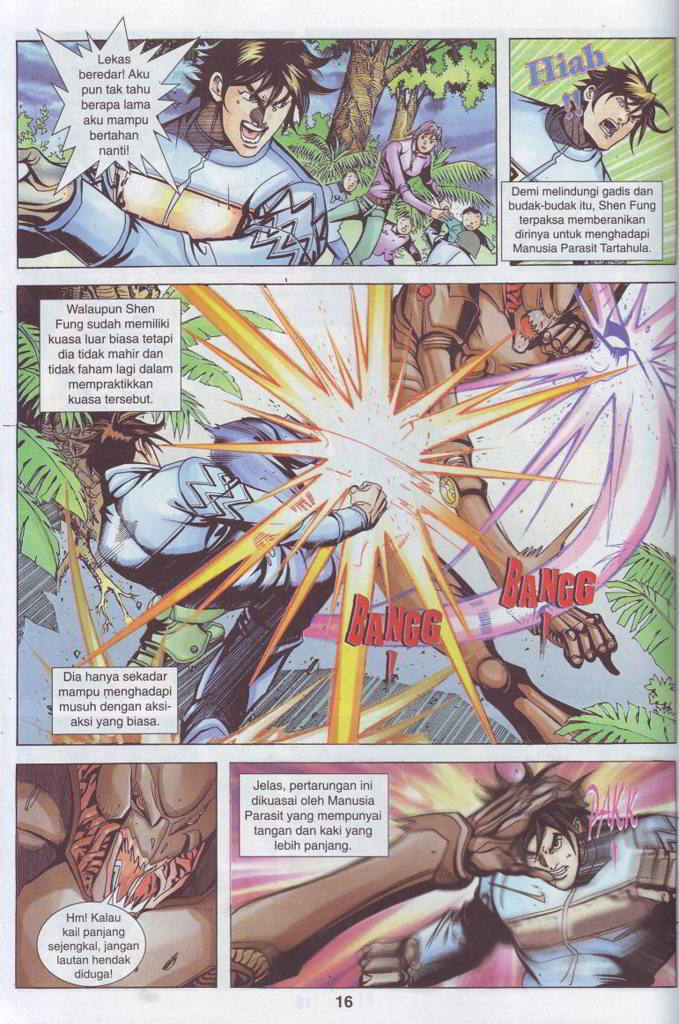 Lekas
beredar! Aku
pun tak tahu
berapa lama
aku mampu
bertahan
nanti!
Hiah
!!
Demi melindungi gadis dan
budak-budak itu, Shen Fung
terpaksa memberanikan
dirinya untuk menghadapi
Manusia Parasit Tartahula.
Walaupun Shen
Fung sudah memiliki
kuasa luar biasa tetapi
dia tidak mahir dan
tidak faham lagi dalam
mempraktikkan
kuasa tersebut.
BANGG
!
BANGG
!
Dia hanya sekadar
mampu menghadapi
musuh dengan aksi-
aksi yang biasa.
Hm! Kalau
kail panjang
sejengkal, jangan
lautan hendak
diduga!
Jelas, pertarungan ini
dikuasai oleh Manusia
Parasit yang mempunyai
tangan dan kaki yang
lebih panjang.
PAKK
!
16